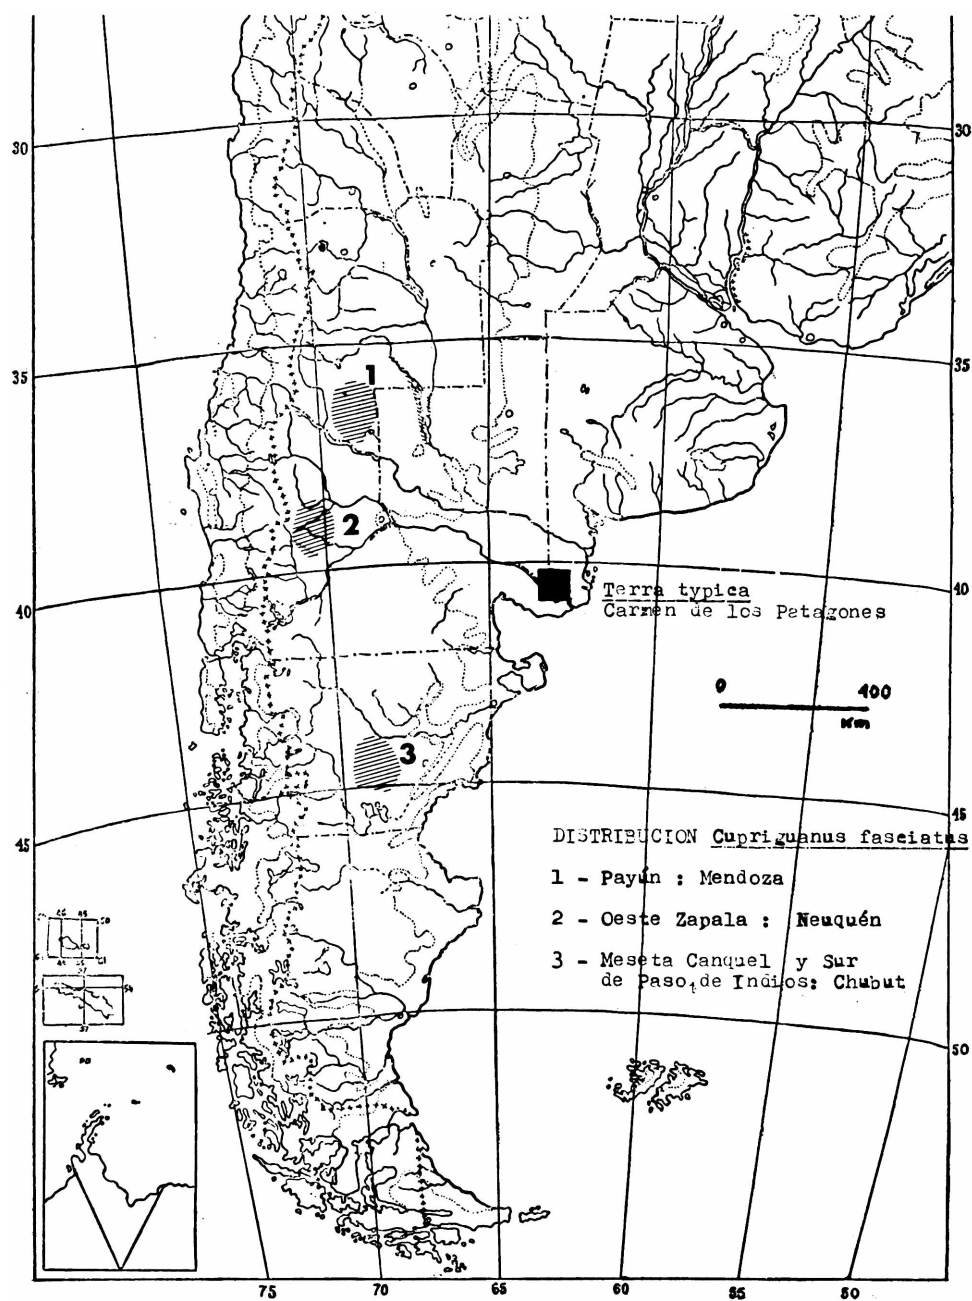 30
30
35
35
1
2
40
40
Terra typica
Carmen de los Patagones
0 400
Km
3
45
45
DISTRIBUCION Cupriguanus fasciatus
1 - Payún : Mendoza
2 - Oeste Zapala : Neuquén
3 - Meseta Canquel y Sur
de Paso de Indios: Chubut
54
37
50
75 70 65 60 55 50